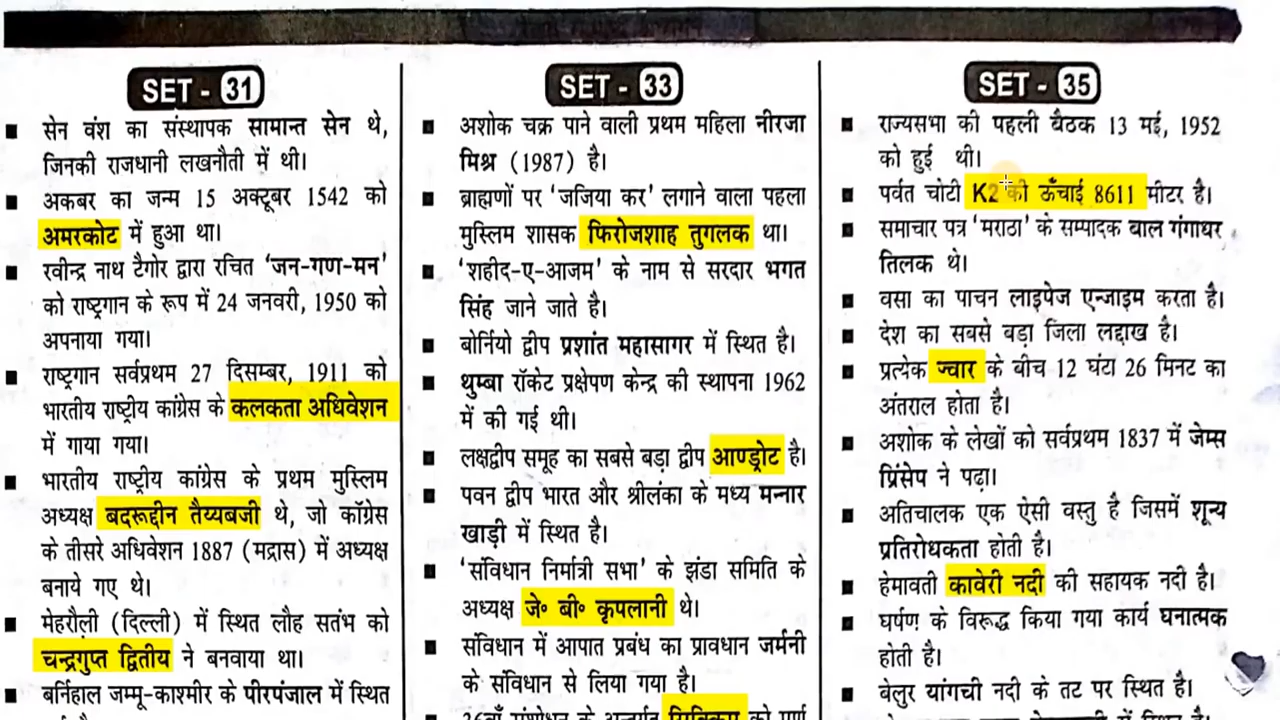 SET - 31
सेन वंश का संस्थापक सामान्त सेन थे,
जिनकी राजधानी लखनौती में थी।
अकबर का जन्म 15 अक्टूबर 1542 को
अमरकोट में हुआ था।
रवीन्द्र नाथ टैगोर द्वारा रचित 'जन-गण-मन'
को राष्ट्रगान के रूप में 24 जनवरी, 1950 को
अपनाया गया।
राष्ट्रगान सर्वप्रथम 27 दिसम्बर, 1911 को
भारतीय राष्ट्रीय कांग्रेस के कलकता अधिवेशन
में गाया गया।
भारतीय राष्ट्रीय कांग्रेस के प्रथम मुस्लिम
अध्यक्ष बदरूद्दीन तैय्यबजी थे, जो कॉंग्रेस
के तीसरे अधिवेशन 1887 (मद्रास) में अध्यक्ष
बनाये गए थे।
मेहरौली (दिल्ली) में स्थित लौह सतंभ को
चन्द्रगुप्त द्वितीय ने बनवाया था।
बर्निहाल जम्मू-काश्मीर के पीरपंजाल में स्थित
SET - 33
अशोक चक्र पाने वाली प्रथम महिला नीरजा
मिश्र (1987) है।
ब्राह्मणों पर 'जजिया कर' लगाने वाला पहला
मुस्लिम शासक फिरोजशाह तुगलक था।
'शहीद-ए-आजम' के नाम से सरदार भगत
सिंह जाने जाते है।
बोर्नियो द्वीप प्रशांत महासागर में स्थित है।
थुम्बा रॉकेट प्रक्षेपण केन्द्र की स्थापना 1962
में की गई थी।
लक्षद्वीप समूह का सबसे बड़ा द्वीप आण्ड्रोट है।
पवन द्वीप भारत और श्रीलंका के मध्य मन्नार
खाड़ी में स्थित है।
'संविधान निर्मात्री सभा' के झंडा समिति के
अध्यक्ष जे॰ बी॰ कृपलानी थे।
संविधान में आपात प्रबंध का प्रावधान जर्मनी
के संविधान से लिया गया है।
SET - 35
राज्यसभा की पहली बैठक 13 मई, 1952
को हुई थी।
पर्वत चोटी K2 की ऊँचाई 8611 मीटर है।
समाचार पत्र 'मराठा' के सम्पादक बाल गंगाधर
तिलक थे।
वसा का पाचन लाइपेज एन्जाइम करता है।
देश का सबसे बड़ा जिला लद्दाख है।
प्रत्येक ज्वार के बीच 12 घंटा 26 मिनट का
अंतराल होता है।
अशोक के लेखों को सर्वप्रथम 1837 में जेम्स
प्रिंसेप ने पढ़ा।
अतिचालक एक ऐसी वस्तु है जिसमें शून्य
प्रतिरोधकता होती है।
हेमावती कावेरी नदी की सहायक नदी है।
घर्षण के विरूद्ध किया गया कार्य घनात्मक
होती है।
बेलुर यांगची नदी के तट पर स्थित है।